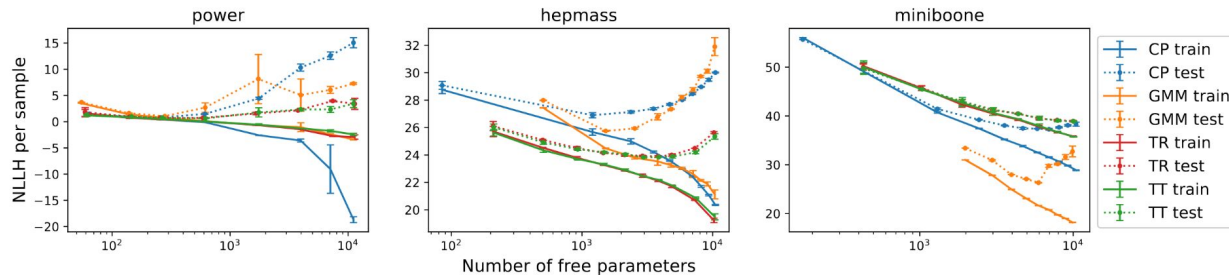 power
hepmass
miniboone
NLLH per sample
15
10
5
0
−5
−10
−15
−20
10²
10³
10⁴
32
30
28
26
24
22
20
10²
10³
10⁴
50
40
30
20
10³
10⁴
Number of free parameters
CP train
CP test
GMM train
GMM test
TR train
TR test
TT train
TT test